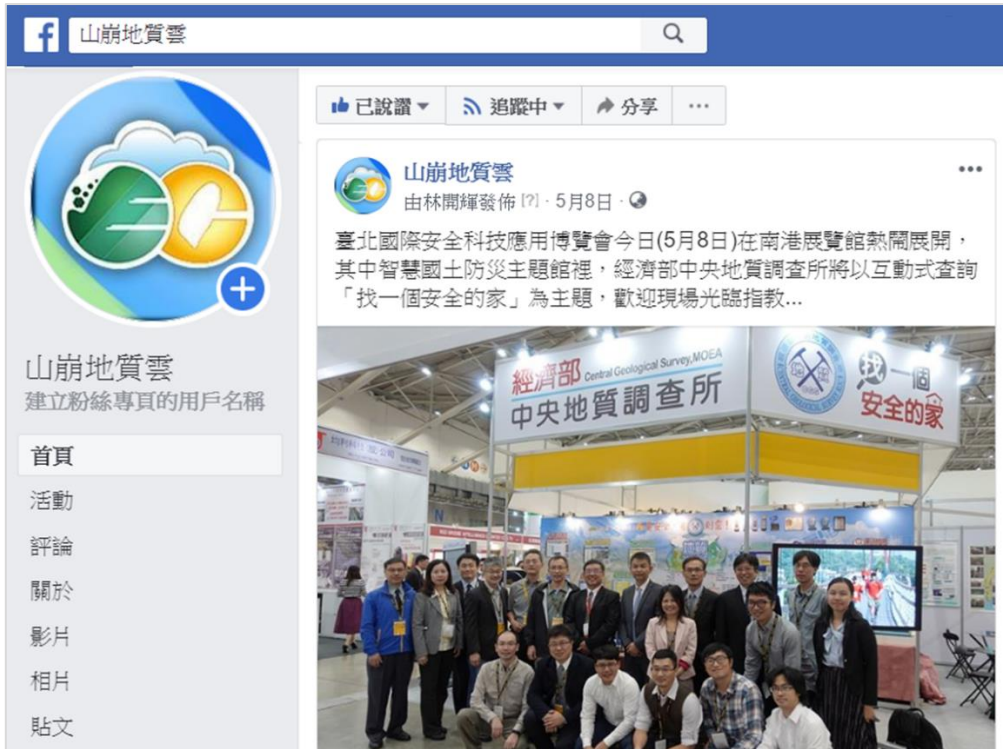 山崩地質雲
已說讚
追蹤中
分享
山崩地質雲
由林開輝發佈 [?] · 5月8日 ·
臺北國際安全科技應用博覽會今日(5月8日)在南港展覽館熱鬧展開，
其中智慧國土防災主題館裡，經濟部中央地質調查所將以互動式查詢
「找一個安全的家」為主題，歡迎現場光臨指教...
山崩地質雲
建立粉絲專頁的用戶名稱
首頁
活動
評論
關於
影片
相片
貼文
經濟部 Central Geological Survey,MOEA
中央地質調查所
找一個
安全的家
N